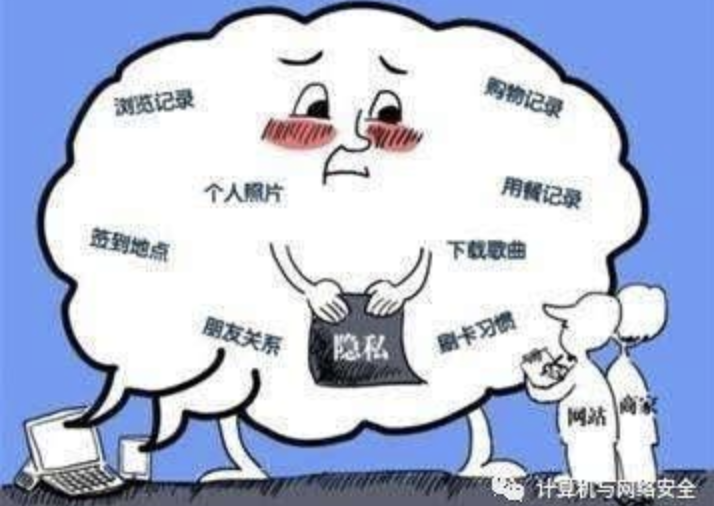 浏览记录
购物记录
个人照片
用餐记录
签到地点
下载歌曲
朋友关系
隐私
刷卡习惯
网站
商家
计算机与网络安全